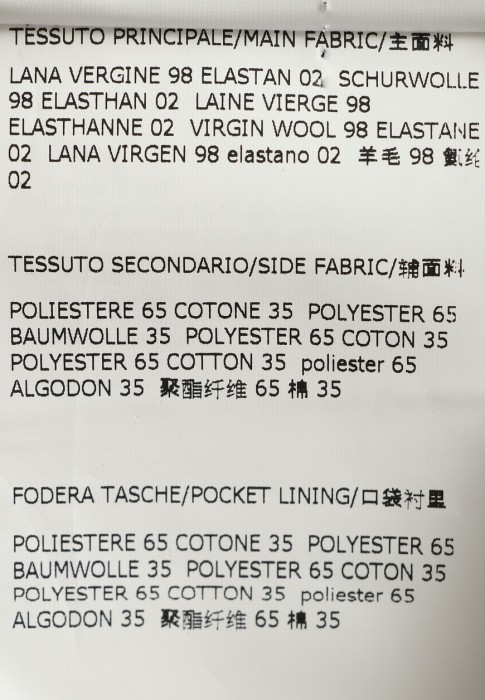 TESSUTO PRINCIPALE/MAIN FABRIC/主面料
LANA VERGINE 98 ELASTAN 02 SCHURWOLLE
98 ELASTHAN 02 LAINE VIERGE 98
ELASTHANNE 02 VIRGIN WOOL 98 ELASTANE
02 LANA VIRGEN 98 elastano 02 羊毛 98
02
TESSUTO SECONDARIO/SIDE FABRIC/辅面料
POLIESTERE 65 COTONE 35 POLYESTER 65
BAUMWOLLE 35 POLYESTER 65 COTON 35
POLYESTER 65 COTTON 35 poliester 65
ALGODON 35 聚酯纤维 65 棉 35
FODERA TASCHE/POCKET LINING/口袋衬里
POLIESTERE 65 COTONE 35 POLYESTER 65
BAUMWOLLE 35 POLYESTER 65 COTON 35
POLYESTER 65 COTTON 35 poliester 65
ALGODON 35 聚酯纤维 65 棉 35